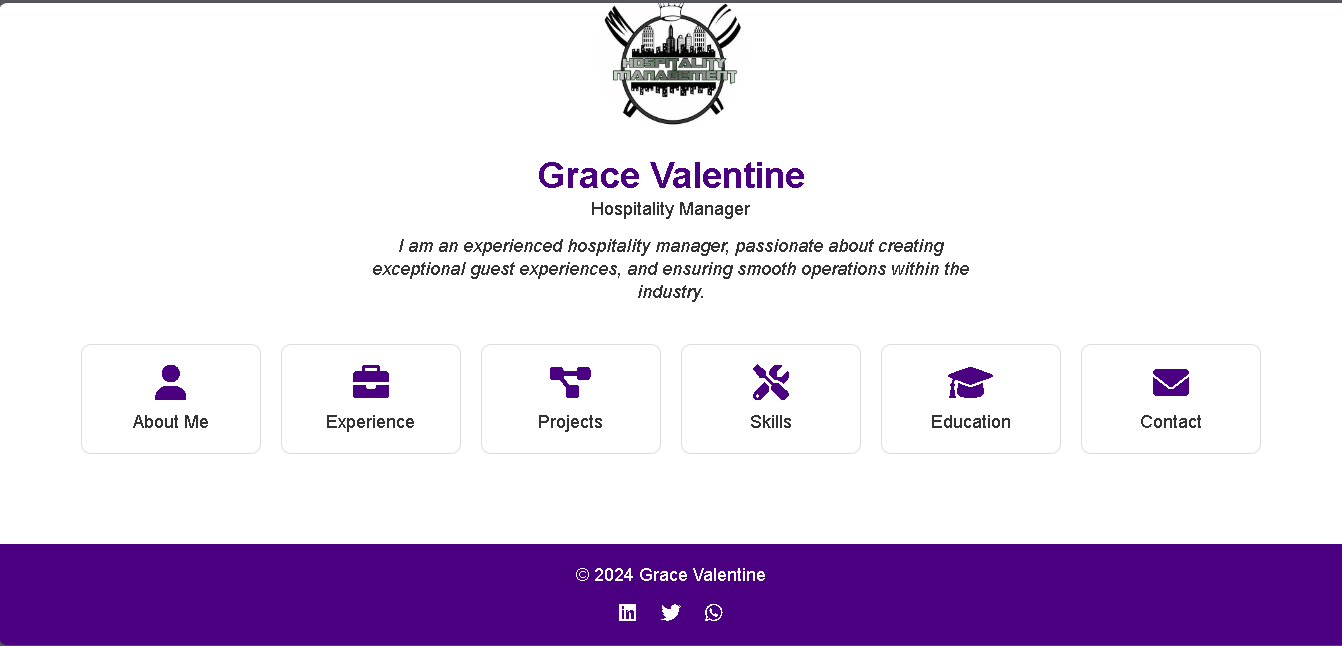 HOSPITALITY
MANAGEMENT
Grace Valentine
Hospitality Manager
I am an experienced hospitality manager, passionate about creating
exceptional guest experiences, and ensuring smooth operations within the
industry.
About Me
Experience
Projects
Skills
Education
Contact
© 2024 Grace Valentine